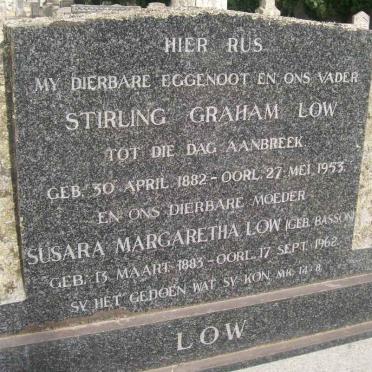 HIER RUS
MY DIERBARE EGGENOOT EN ONS VADER
STIRLING GRAHAM LOW
TOT DIE DAG AANBREEK
GEB. 30 APRIL 1882 - OORL. 27 MEI 1953
EN ONS DIERBARE MOEDER
SUSARA MARGARETHA LOW (GEB. BASSON)
GEB. 13 MAART 1883 - OORL. 17 SEPT. 1962.
SY HET GEDOEN WAT SY KON. MK. 14:8
LOW